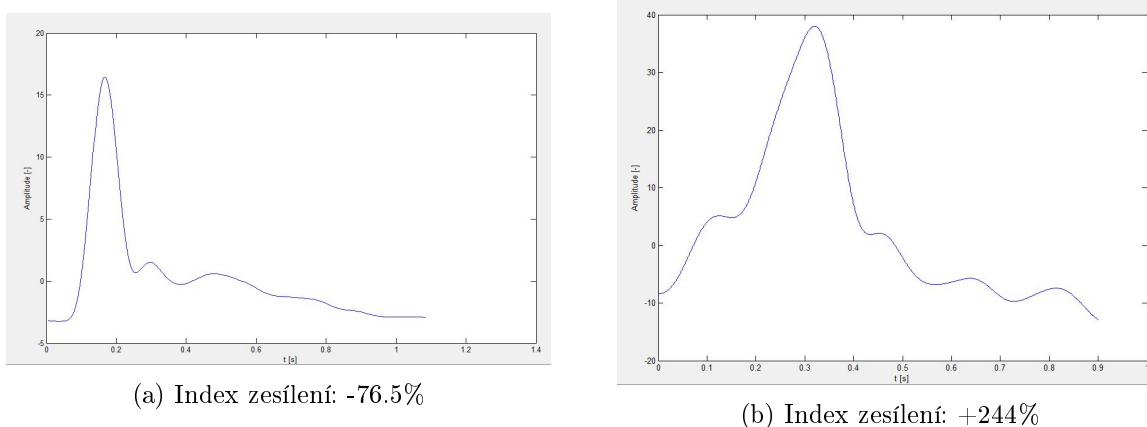 20
15
10
5
0
-5
Amplitude [-]
0 0.2 0.4 0.6 0.8 1 1.2 1.4
t [s]
(a) Index zesílení: -76.5%
40
30
20
10
0
-10
-20
Amplitude [-]
0 0.1 0.2 0.3 0.4 0.5 0.6 0.7 0.8 0.9 1
t [s]
(b) Index zesílení: +244%